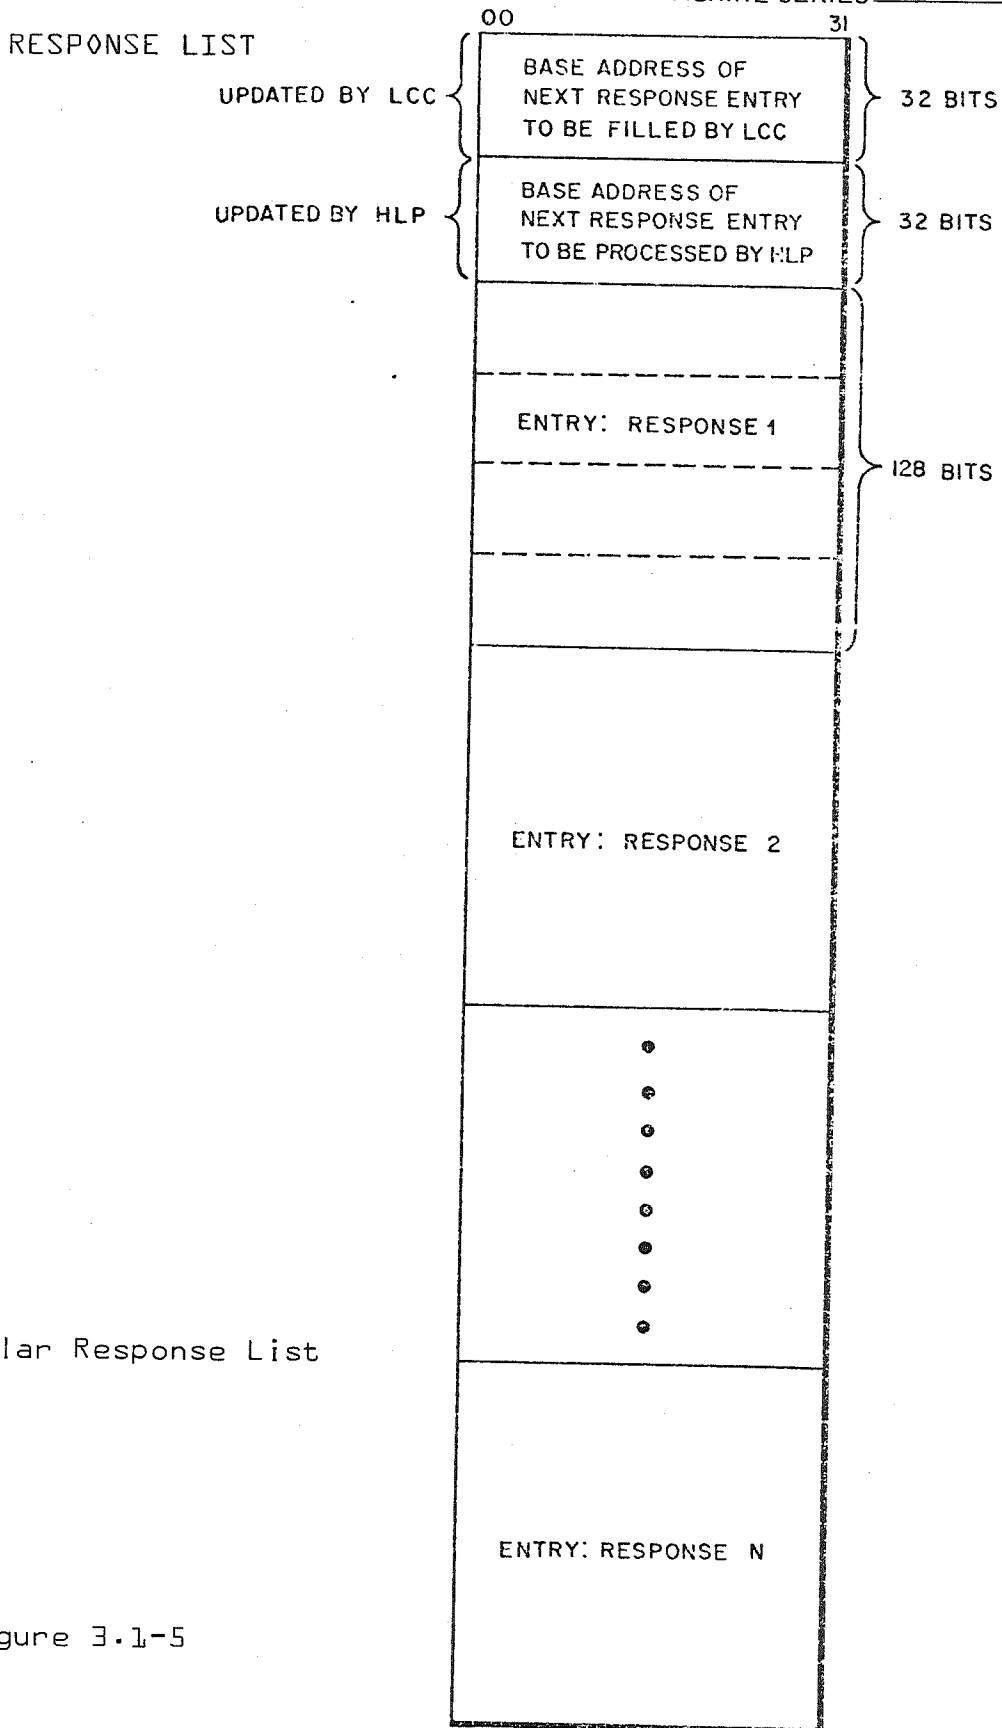 SERIES
00 31
RESPONSE LIST
UPDATED BY LCC
BASE ADDRESS OF
NEXT RESPONSE ENTRY
TO BE FILLED BY LCC
32 BITS
UPDATED BY HLP
BASE ADDRESS OF
NEXT RESPONSE ENTRY
TO BE PROCESSED BY HLP
32 BITS
ENTRY: RESPONSE 1
128 BITS
ENTRY: RESPONSE 2
lar Response List
ENTRY: RESPONSE N
gure 3.1-5